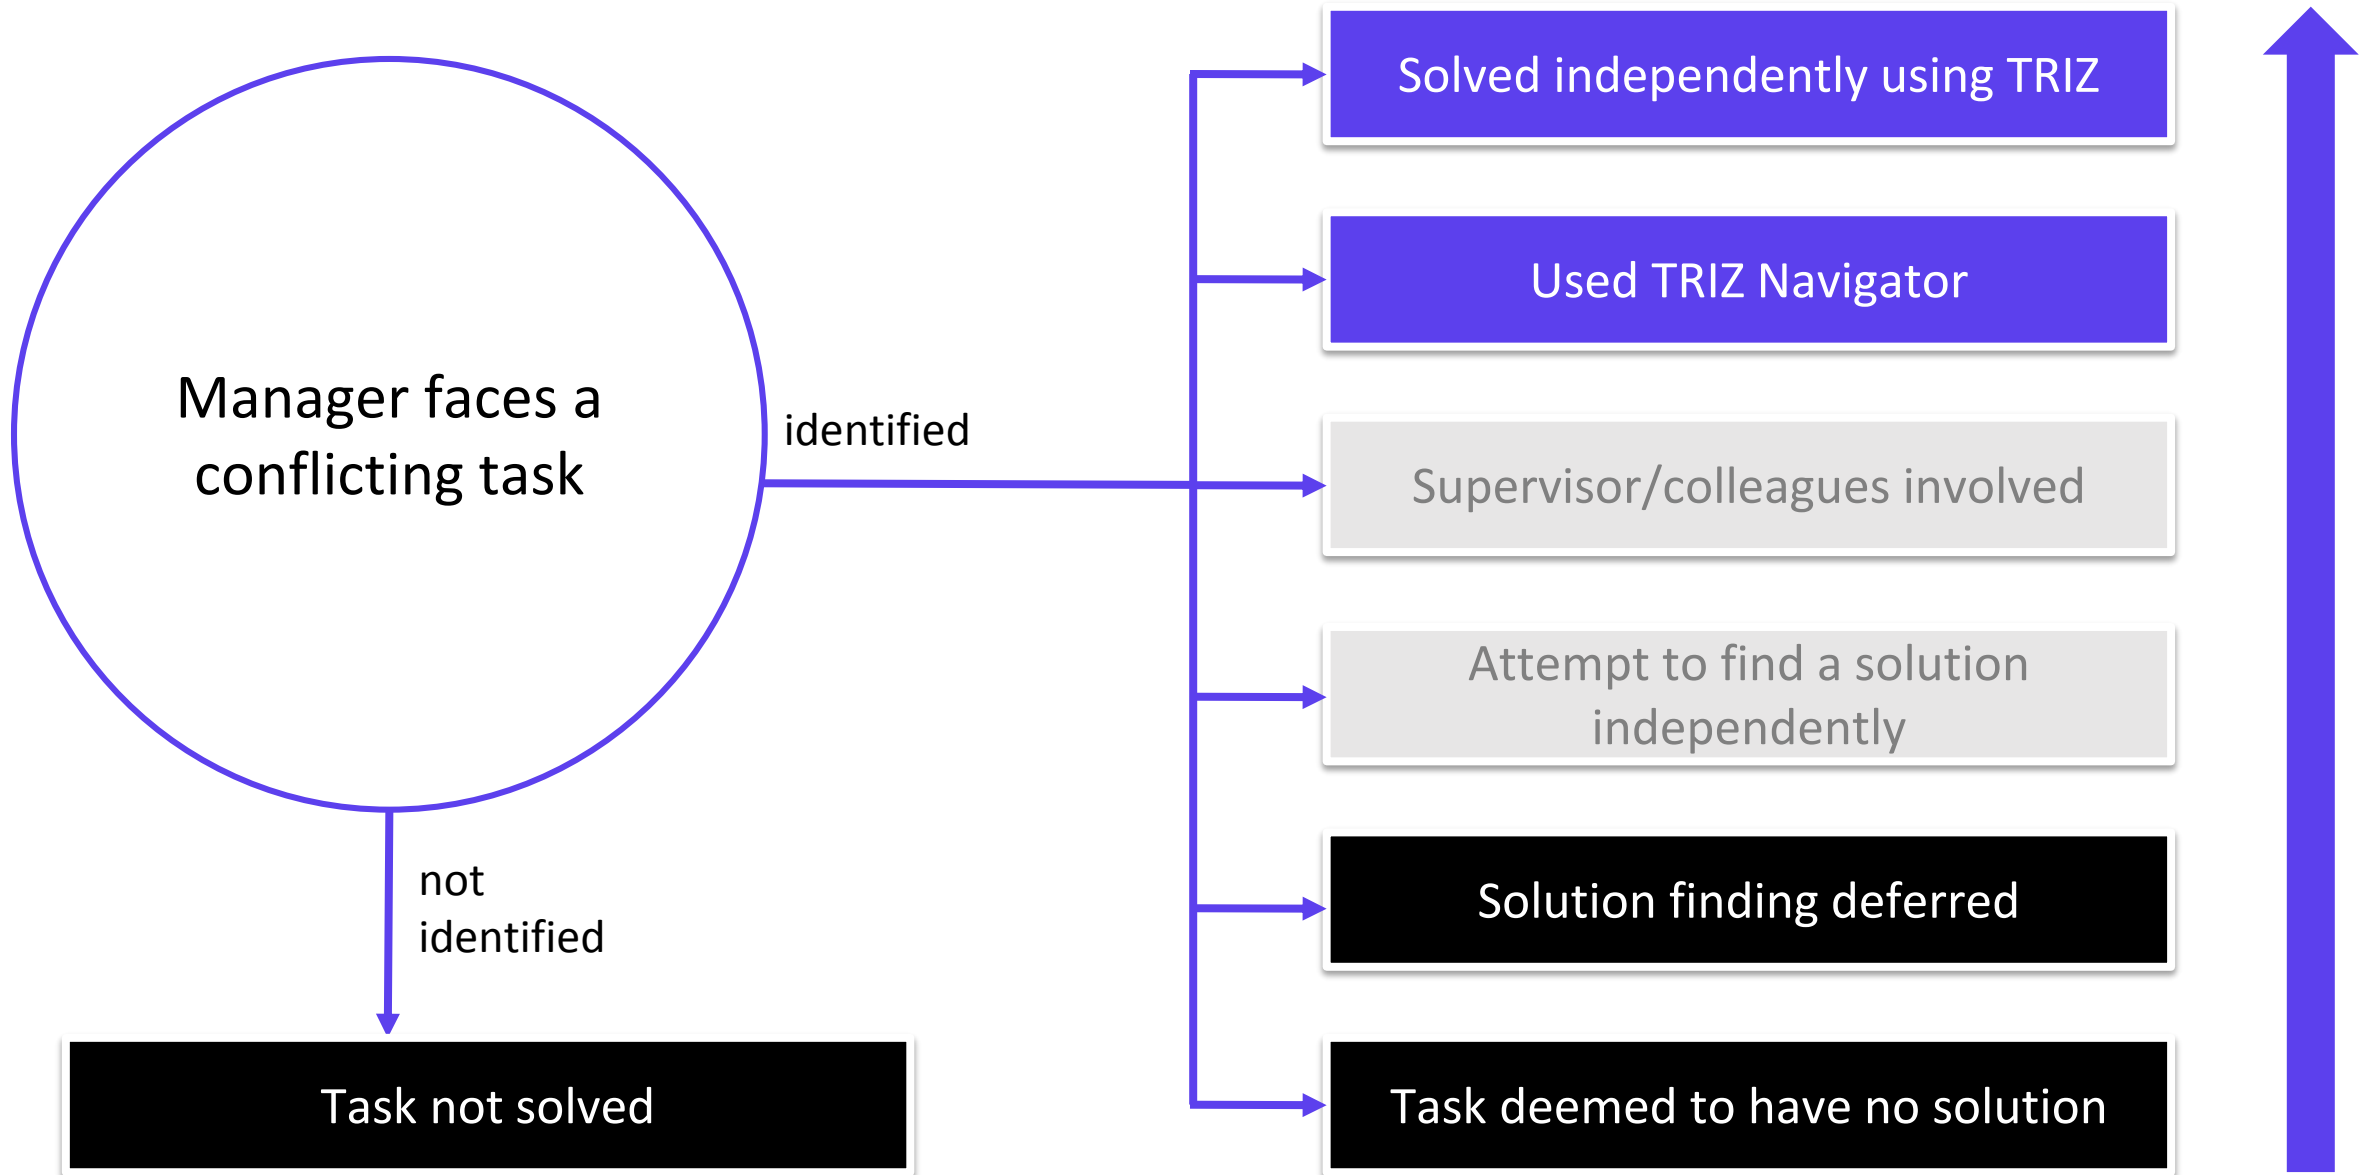 Manager faces a
conflicting task
identified
not
identified
Task not solved
Solved independently using TRIZ
Used TRIZ Navigator
Supervisor/colleagues involved
Attempt to find a solution
independently
Solution finding deferred
Task deemed to have no solution